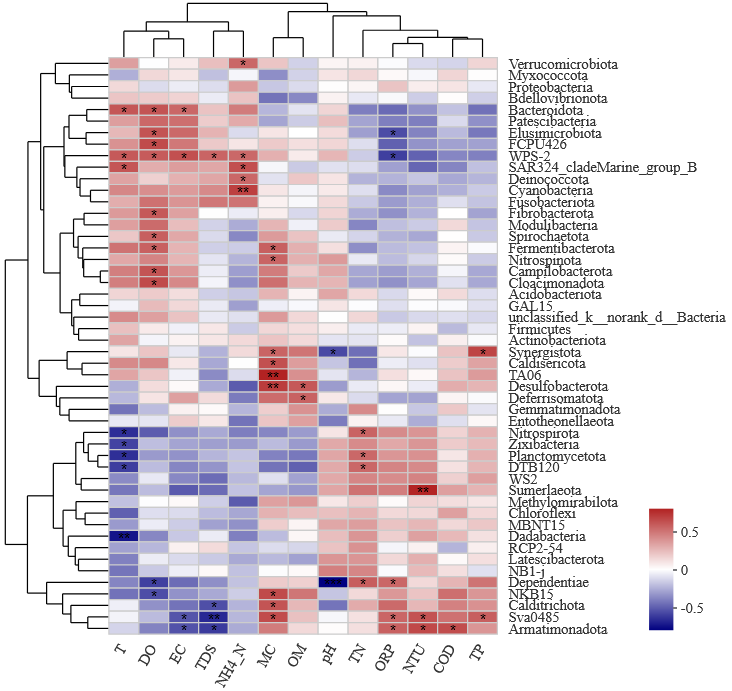 Verrucomicrobiota
Myxococcota
Proteobacteria
Bdellovibrionota
Bacteroidota
Patescibacteria
Elusimicrobiota
FCPU426
WPS-2
SAR324_cladeMarine_group_B
Deinococcota
Cyanobacteria
Fusobacteriota
Fibrobacterota
Modulibacteria
Spirochaetota
Fermentibacterota
Nitrospinota
Campilobacterota
Cloacimonadota
Acidobacteriota
GAL15
unclassified_k__norank_d__Bacteria
Firmicutes
Actinobacteriota
Synergistota
Caldisericota
TA06
Desulfobacterota
Deferrisomatota
Gemmatimonadota
Entotheonellaeota
Nitrospirota
Zixibacteria
Planctomycetota
DTB120
WS2
Sumerlaeota
Methylomirabilota
Chloroflexi
MBNT15
Dadabacteria
RCP2-54
Latescibacterota
NB1-j
Dependentiae
NKB15
Calditrichota
Sva0485
Armatimonadota
T DO EC TDS NH4_N MC OM pH TN ORP NTU COD TP
0.5
0
-0.5